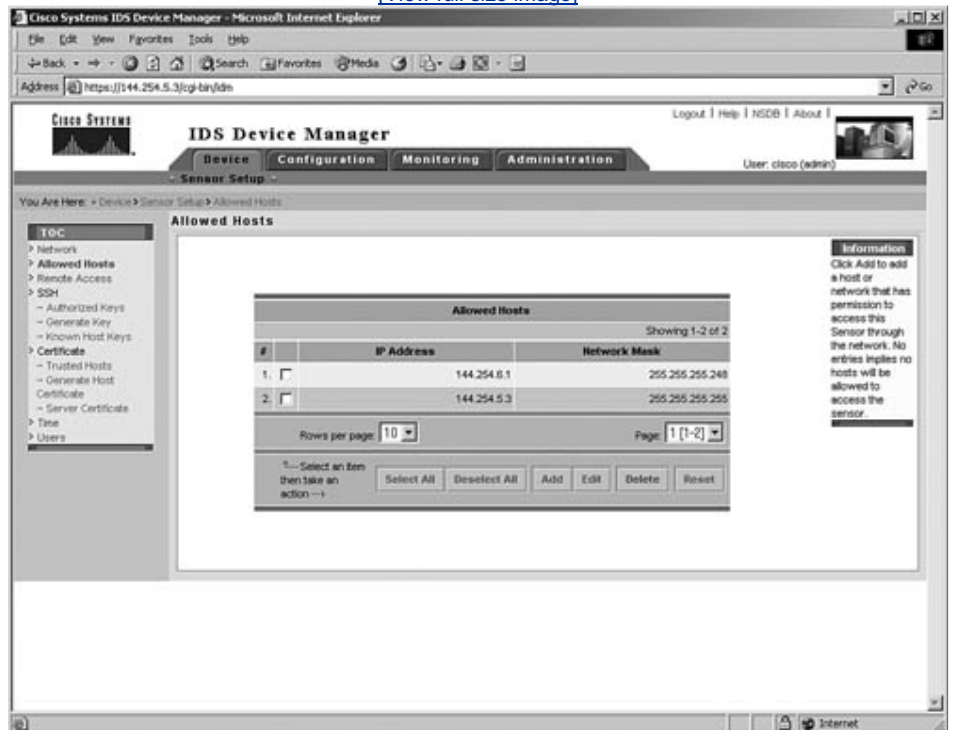 [View full size image]
Cisco Systems IDS Device Manager - Microsoft Internet Explorer
File Edit View Favorites Tools Help
Back Search Favorites Media
Address https://144.254.5.3/cgi-bin/idm Go
CISCO SYSTEMS
IDS Device Manager
Logout | Help | NSDB | About |
Device Configuration Monitoring Administration
User: cisco (admin)
Sensor Setup
You Are Here: Device > Sensor Setup > Allowed Hosts
Allowed Hosts
TOC
Network
Allowed Hosts
Remote Access
SSH
– Authorized Keys
– Generate Key
– Known Host Keys
Certificate
– Trusted Hosts
– Generate Host
Certificate
– Server Certificate
Time
Users
Allowed Hosts
Showing 1-2 of 2
# IP Address Network Mask
1. 144.254.6.1 255.255.255.248
2. 144.254.5.3 255.255.255.255
Rows per page: 10 Page: 1 [1-2]
Select an item
then take an
action -->
Select All Deselect All Add Edit Delete Reset
Information
Click Add to add
a host or
network that has
permission to
access this
Sensor through
the network. No
entries implies no
hosts will be
allowed to
access the
sensor.
Internet